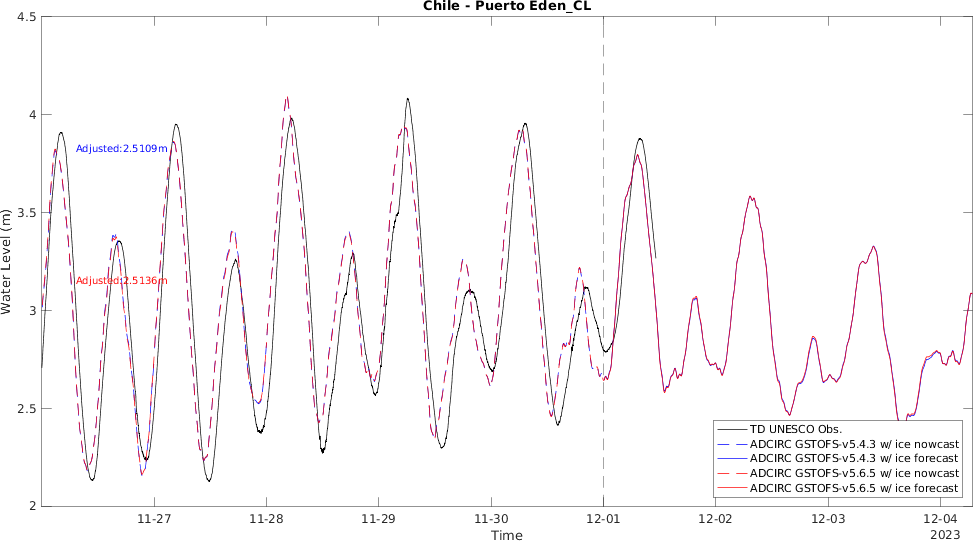 Chile - Puerto Eden_CL
4.5
4
3.5
3
2.5
2
Water Level (m)
Adjusted:2.5109m
Adjusted:2.5136m
TD UNESCO Obs.
ADCIRC GSTOFS-v5.4.3 w/ ice nowcast
ADCIRC GSTOFS-v5.4.3 w/ ice forecast
ADCIRC GSTOFS-v5.6.5 w/ ice nowcast
ADCIRC GSTOFS-v5.6.5 w/ ice forecast
11-27
11-28
11-29
11-30
12-01
12-02
12-03
12-04
Time
2023